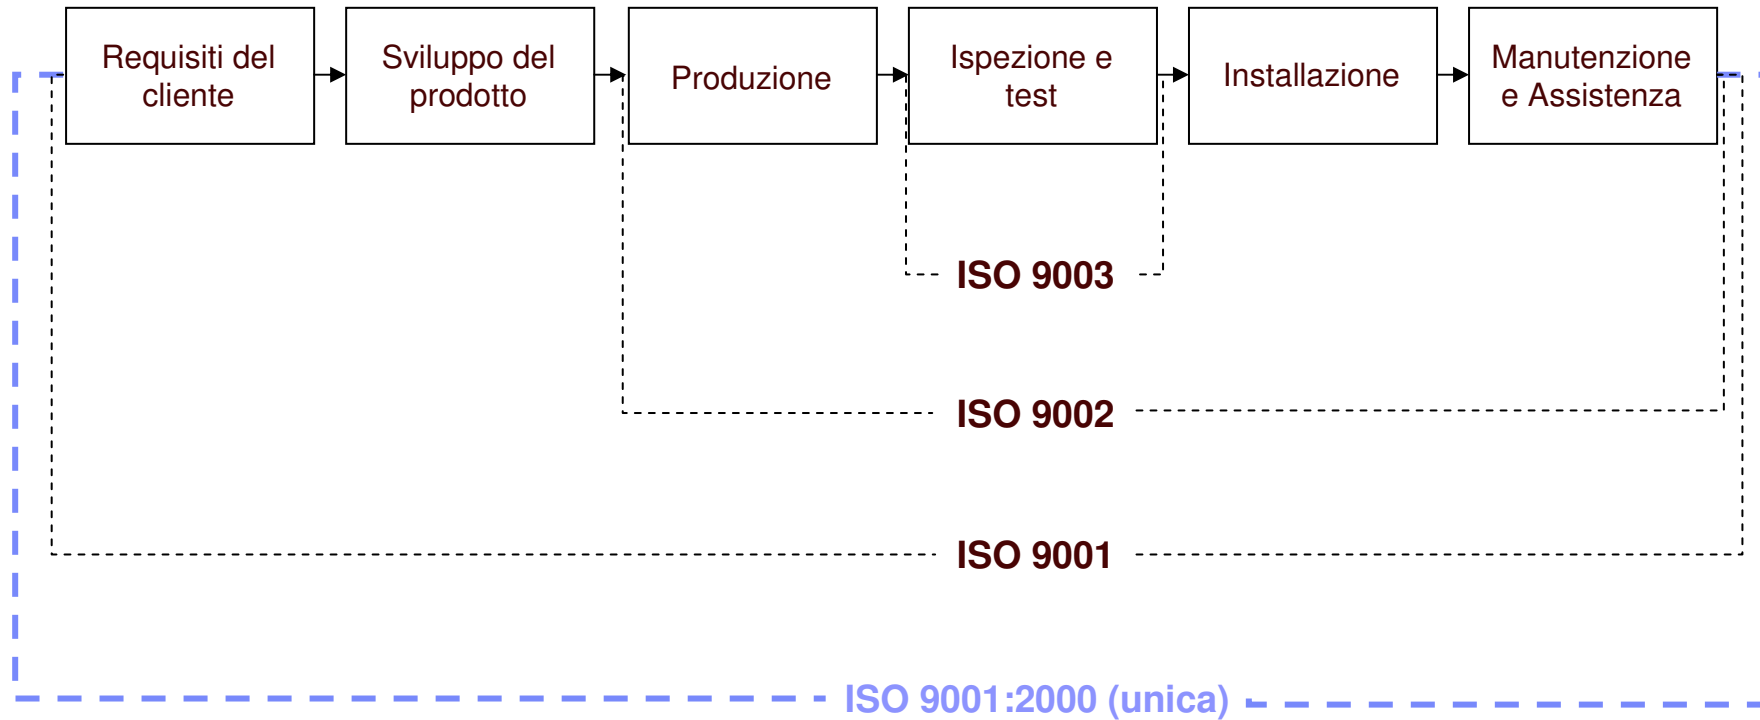 Requisiti del
cliente
Sviluppo del
prodotto
Produzione
Ispezione e
test
Installazione
Manutenzione
e Assistenza
ISO 9003
ISO 9002
ISO 9001
ISO 9001:2000 (unica)